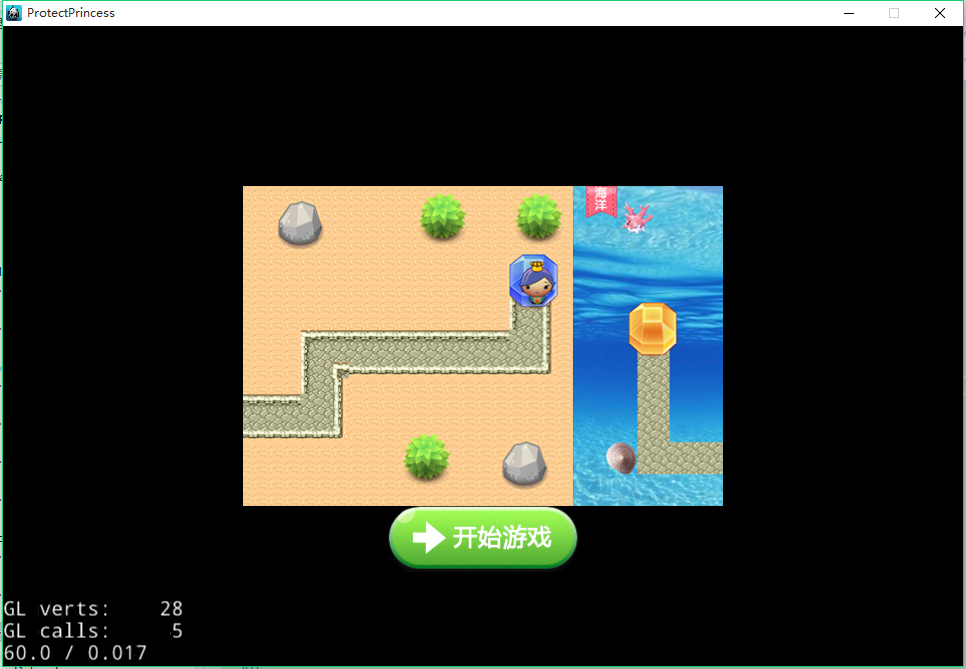 ProtectPrincess
海洋
开始游戏
GL verts: 28
GL calls: 5
60.0 / 0.017